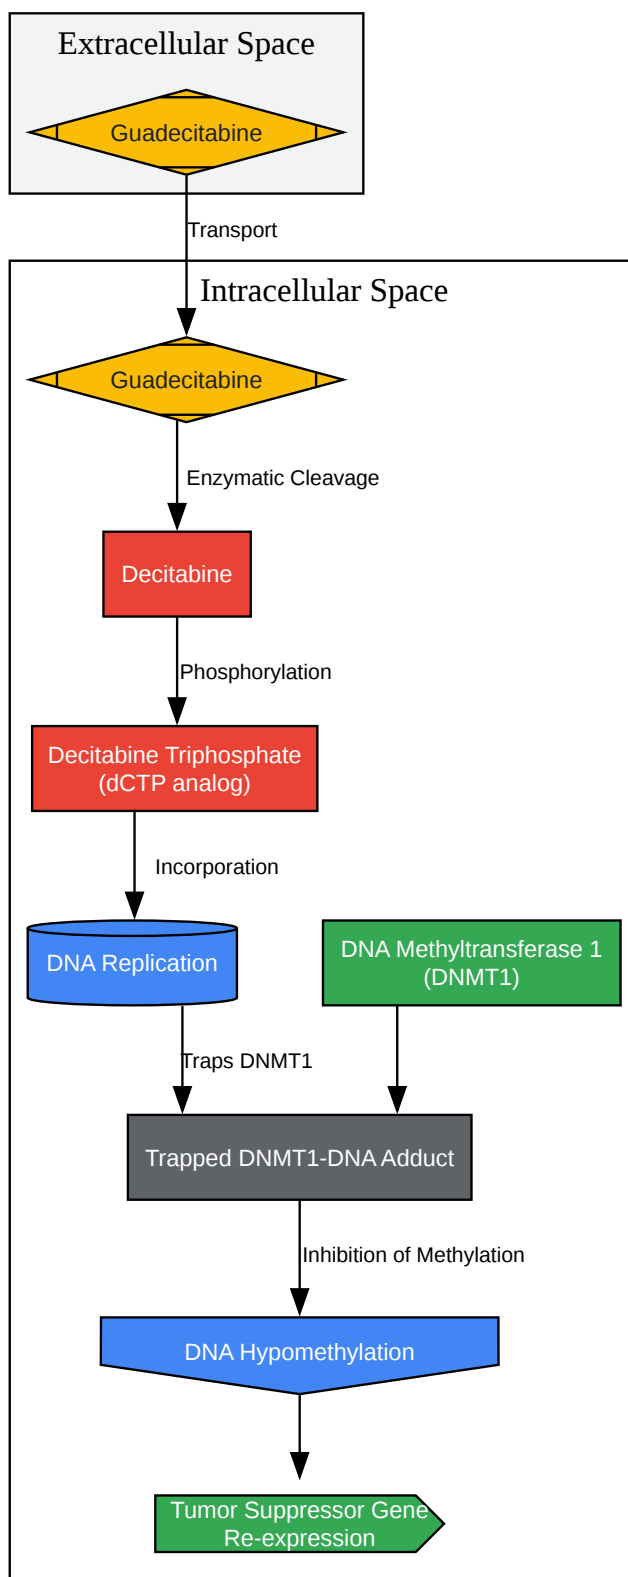 Extracellular Space
Guadecitabine
Transport
Intracellular Space
Guadecitabine
Enzymatic Cleavage
Decitabine
Phosphorylation
Decitabine Triphosphate
(dCTP analog)
Incorporation
DNA Replication
DNA Methyltransferase 1
(DNMT1)
Traps DNMT1
Trapped DNMT1-DNA Adduct
Inhibition of Methylation
DNA Hypomethylation
Tumor Suppressor Gene
Re-expression